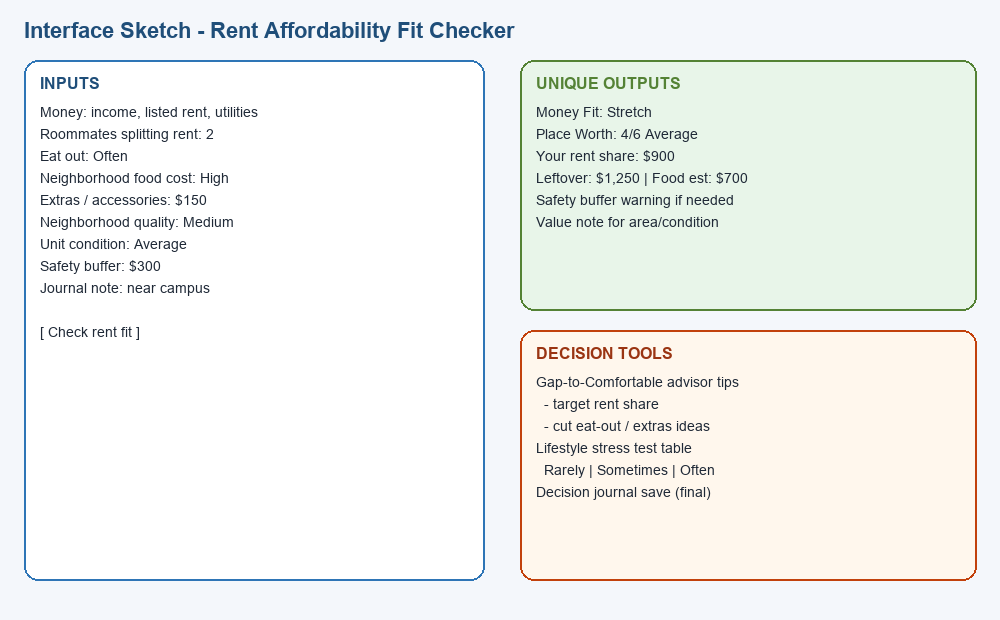 Interface Sketch - Rent Affordability Fit Checker
INPUTS
Money: income, listed rent, utilities
Roommates splitting rent: 2
Eat out: Often
Neighborhood food cost: High
Extras / accessories: $150
Neighborhood quality: Medium
Unit condition: Average
Safety buffer: $300
Journal note: near campus
[ Check rent fit ]
UNIQUE OUTPUTS
Money Fit: Stretch
Place Worth: 4/6 Average
Your rent share: $900
Leftover: $1,250 | Food est: $700
Safety buffer warning if needed
Value note for area/condition
DECISION TOOLS
Gap-to-Comfortable advisor tips
- target rent share
- cut eat-out / extras ideas
Lifestyle stress test table
Rarely | Sometimes | Often
Decision journal save (final)